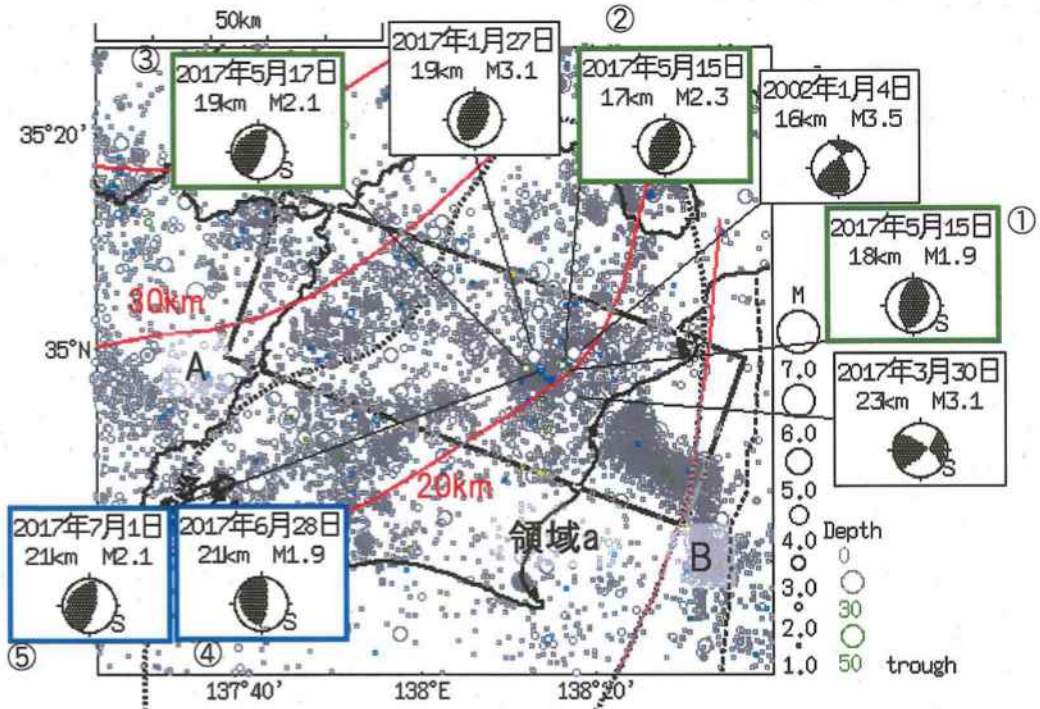 50km
②
③
2017年5月17日
19km M2.1
S
2017年1月27日
19km M3.1
2017年5月15日
17km M2.3
2002年1月4日
16km M3.5
2017年5月15日
18km M1.9
S
①
35°20'
35°N
30km
A
20km
領域a
B
2017年3月30日
23km M3.1
S
M
7.0
6.0
5.0
4.0
3.0
2.0
1.0
Depth
0
30
50
trough
2017年7月1日
21km M2.1
S
⑤
2017年6月28日
21km M1.9
S
④
137°40'
138°E
138°20'